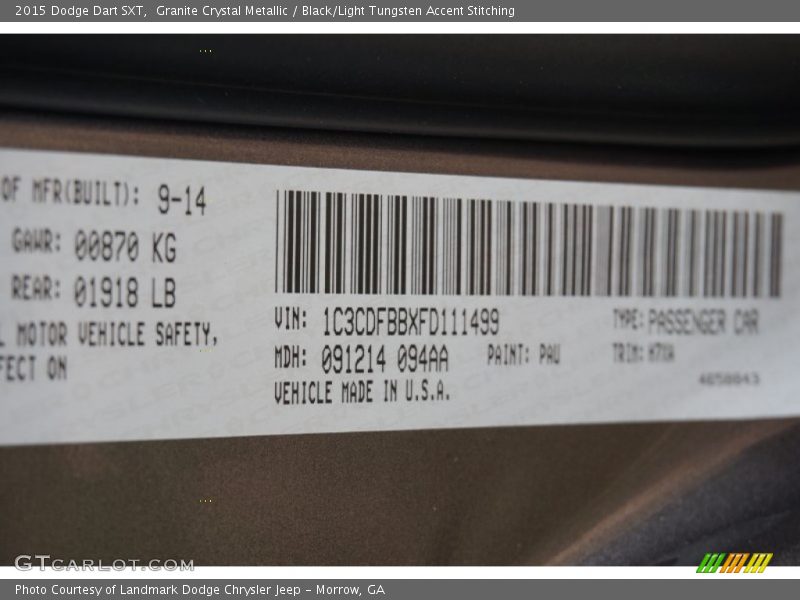 2015 Dodge Dart SXT,  Granite Crystal Metallic / Black/Light Tungsten Accent Stitching
OF MFR(BUILT): 9-14
GAWR: 00870 KG
REAR: 01918 LB
L MOTOR VEHICLE SAFETY,
FECT ON
VIN: 1C3CDFBBXFD111499 TYPE: PASSENGER CAR
MDH: 091214 094AA PAINT: PAU TRIM:
VEHICLE MADE IN U.S.A.
GTCARLOT.COM
Photo Courtesy of Landmark Dodge Chrysler Jeep – Morrow, GA